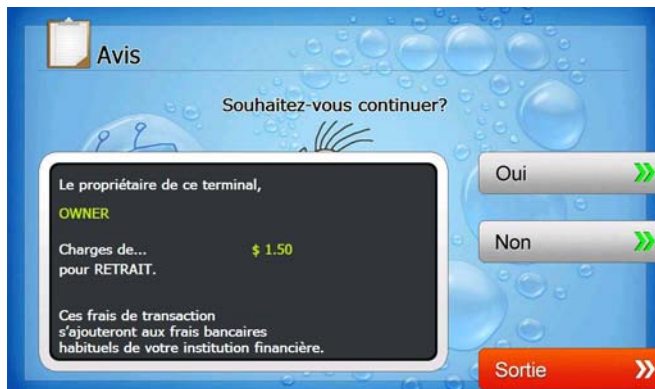 Avis
Souhaitez-vous continuer?
Le propriétaire de ce terminal,
OWNER
Charges de... $ 1.50
pour RETRAIT.
Ces frais de transaction
s'ajouteront aux frais bancaires
habituels de votre institution financière.
Oui
Non
Sortie